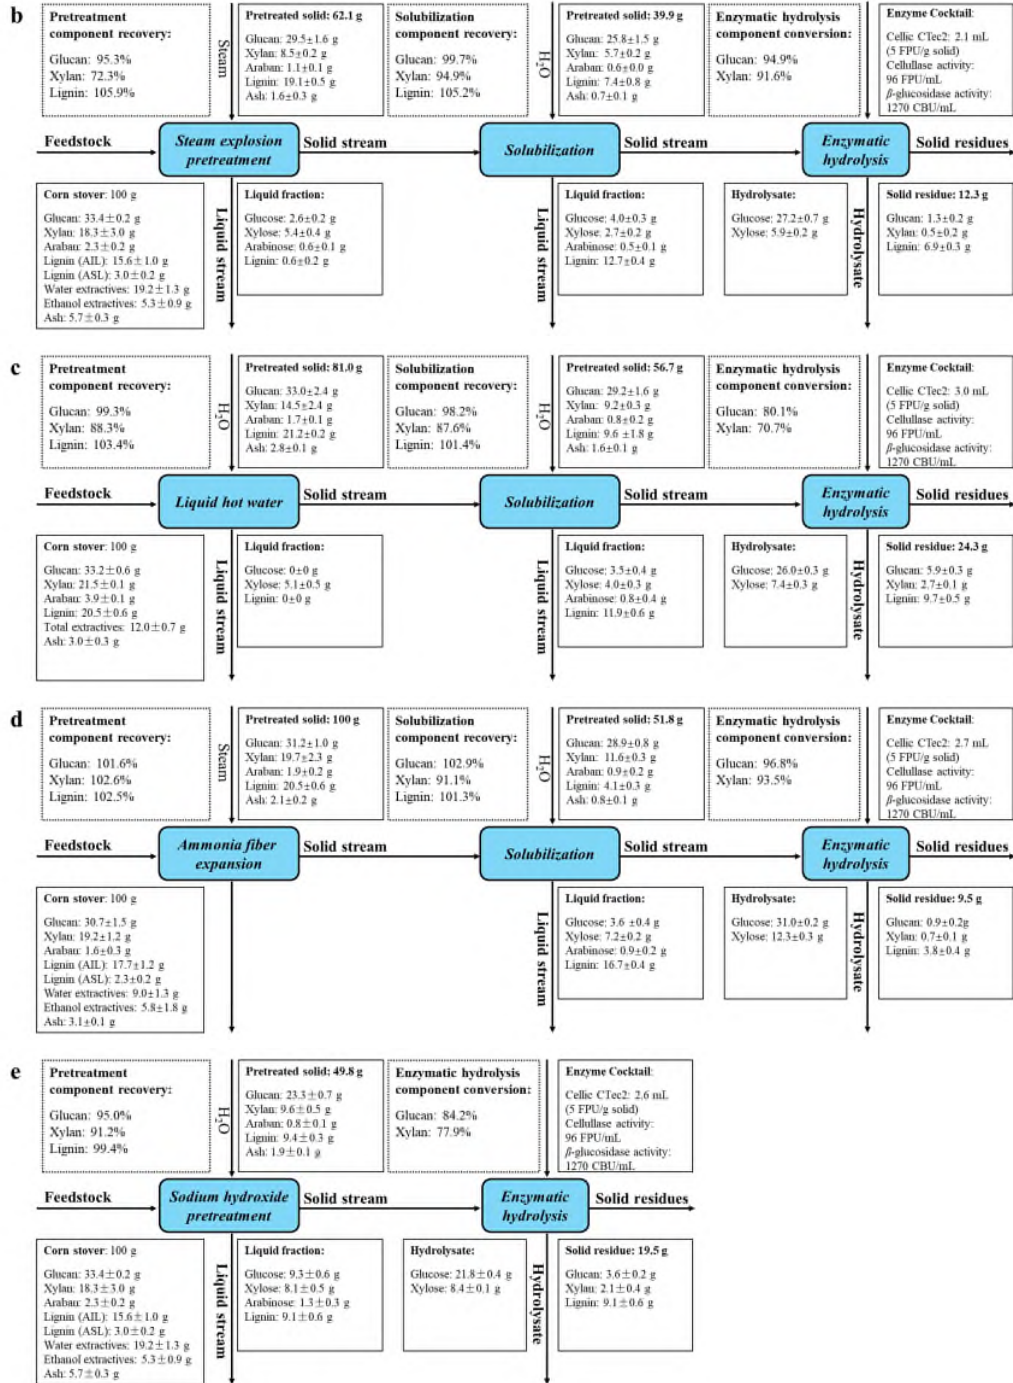 b
Pretreatment
component recovery:
Glucan: 95.3%
Xylan: 72.3%
Lignin: 105.9%
Steam
Pretreated solid: 62.1 g
Glucan: 29.5±1.6 g
Xylan: 8.5±0.2 g
Araban: 1.1±0.1 g
Lignin: 19.1±0.5 g
Ash: 1.6±0.3 g
Solubilization
component recovery:
Glucan: 99.7%
Xylan: 94.9%
Lignin: 105.2%
H2O
Pretreated solid: 39.9 g
Glucan: 25.8±1.5 g
Xylan: 5.7±0.2 g
Araban: 0.6±0.0 g
Lignin: 7.4±0.8 g
Ash: 0.7±0.1 g
Enzymatic hydrolysis
component conversion:
Glucan: 94.9%
Xylan: 91.6%
Enzyme Cocktail:
Cellic CTec2: 2.1 mL
(5 FPU/g solid)
Cellulase activity:
96 FPU/mL
β-glucosidase activity:
1270 CBU/mL
Feedstock
Steam explosion
pretreatment
Solid stream
Solubilization
Solid stream
Enzymatic
hydrolysis
Solid residues
Corn stover: 100 g
Glucan: 33.4±0.2 g
Xylan: 18.3±3.0 g
Araban: 2.3±0.2 g
Lignin (AIL): 15.6±1.0 g
Lignin (ASL): 3.0±0.2 g
Water extractives: 19.2±1.3 g
Ethanol extractives: 5.3±0.9 g
Ash: 5.7±0.3 g
Liquid stream
Liquid fraction:
Glucose: 2.6±0.2 g
Xylose: 5.4±0.4 g
Arabinose: 0.6±0.1 g
Lignin: 0.6±0.2 g
Liquid stream
Liquid fraction:
Glucose: 4.0±0.3 g
Xylose: 2.7±0.2 g
Arabinose: 0.5±0.1 g
Lignin: 12.7±0.4 g
Hydrolysate:
Glucose: 27.2±0.7 g
Xylose: 5.9±0.2 g
Hydrolysate
Solid residue: 12.3 g
Glucan: 1.3±0.2 g
Xylan: 0.5±0.2 g
Lignin: 6.9±0.3 g
c
Pretreatment
component recovery:
Glucan: 99.3%
Xylan: 88.3%
Lignin: 103.4%
H2O
Pretreated solid: 81.0 g
Glucan: 33.0±2.4 g
Xylan: 14.5±2.4 g
Araban: 1.7±0.1 g
Lignin: 21.2±0.2 g
Ash: 2.8±0.1 g
Solubilization
component recovery:
Glucan: 98.2%
Xylan: 87.6%
Lignin: 101.4%
H2O
Pretreated solid: 56.7 g
Glucan: 29.2±1.6 g
Xylan: 9.2±0.3 g
Araban: 0.8±0.2 g
Lignin: 9.6 ±1.8 g
Ash: 1.6±0.1 g
Enzymatic hydrolysis
component conversion:
Glucan: 80.1%
Xylan: 70.7%
Enzyme Cocktail:
Cellic CTec2: 3.0 mL
(5 FPU/g solid)
Cellulase activity:
96 FPU/mL
β-glucosidase activity:
1270 CBU/mL
Feedstock
Liquid hot water
Solid stream
Solubilization
Solid stream
Enzymatic
hydrolysis
Solid residues
Corn stover: 100 g
Glucan: 33.2±0.6 g
Xylan: 21.5±0.1 g
Araban: 3.9±0.1 g
Lignin: 20.5±0.6 g
Total extractives: 12.0±0.7 g
Ash: 3.0±0.3 g
Liquid stream
Liquid fraction:
Glucose: 0±0 g
Xylose: 5.1±0.5 g
Lignin: 0±0 g
Liquid stream
Liquid fraction:
Glucose: 3.5±0.4 g
Xylose: 4.0±0.3 g
Arabinose: 0.8±0.4 g
Lignin: 11.9±0.6 g
Hydrolysate:
Glucose: 26.0±0.3 g
Xylose: 7.4±0.3 g
Hydrolysate
Solid residue: 24.3 g
Glucan: 5.9±0.3 g
Xylan: 2.7±0.1 g
Lignin: 9.7±0.5 g
d
Pretreatment
component recovery:
Glucan: 101.6%
Xylan: 102.6%
Lignin: 102.5%
Steam
Pretreated solid: 100 g
Glucan: 31.2±1.0 g
Xylan: 19.7±2.3 g
Araban: 1.9±0.2 g
Lignin: 20.5±0.6 g
Ash: 2.1±0.2 g
Solubilization
component recovery:
Glucan: 102.9%
Xylan: 91.1%
Lignin: 101.3%
H2O
Pretreated solid: 51.8 g
Glucan: 28.9±0.8 g
Xylan: 11.6±0.3 g
Araban: 0.9±0.2 g
Lignin: 4.1±0.3 g
Ash: 0.8±0.1 g
Enzymatic hydrolysis
component conversion:
Glucan: 96.8%
Xylan: 93.5%
Enzyme Cocktail:
Cellic CTec2: 2.7 mL
(5 FPU/g solid)
Cellulase activity:
96 FPU/mL
β-glucosidase activity:
1270 CBU/mL
Feedstock
Ammonia fiber
expansion
Solid stream
Solubilization
Solid stream
Enzymatic
hydrolysis
Solid residues
Corn stover: 100 g
Glucan: 30.7±1.5 g
Xylan: 19.2±1.2 g
Araban: 1.6±0.3 g
Lignin (AIL): 17.7±1.2 g
Lignin (ASL): 2.3±0.2 g
Water extractives: 9.0±1.3 g
Ethanol extractives: 5.8±1.8 g
Ash: 3.1±0.1 g
Liquid stream
Liquid fraction:
Glucose: 3.6 ±0.4 g
Xylose: 7.2±0.2 g
Arabinose: 0.9±0.2 g
Lignin: 16.7±0.4 g
Hydrolysate:
Glucose: 31.0±0.2 g
Xylose: 12.3±0.3 g
Hydrolysate
Solid residue: 9.5 g
Glucan: 0.9±0.2g
Xylan: 0.7±0.1 g
Lignin: 3.8±0.4 g
e
Pretreatment
component recovery:
Glucan: 95.0%
Xylan: 91.2%
Lignin: 99.4%
H2O
Pretreated solid: 49.8 g
Glucan: 23.3±0.7 g
Xylan: 9.6±0.5 g
Araban: 0.8±0.1 g
Lignin: 9.4±0.3 g
Ash: 1.9±0.1 g
Enzymatic hydrolysis
component conversion:
Glucan: 84.2%
Xylan: 77.9%
Enzyme Cocktail:
Cellic CTec2: 2.6 mL
(5 FPU/g solid)
Cellulase activity:
96 FPU/mL
β-glucosidase activity:
1270 CBU/mL
Feedstock
Sodium hydroxide
pretreatment
Solid stream
Enzymatic
hydrolysis
Solid residues
Corn stover: 100 g
Glucan: 33.4±0.2 g
Xylan: 18.3±3.0 g
Araban: 2.3±0.2 g
Lignin (AIL): 15.6±1.0 g
Lignin (ASL): 3.0±0.2 g
Water extractives: 19.2±1.3 g
Ethanol extractives: 5.3±0.9 g
Ash: 5.7±0.3 g
Liquid stream
Liquid fraction:
Glucose: 9.3±0.6 g
Xylose: 8.1±0.5 g
Arabinose: 1.3±0.3 g
Lignin: 9.1±0.6 g
Hydrolysate:
Glucose: 21.8±0.4 g
Xylose: 8.4±0.1 g
Hydrolysate
Solid residue: 19.5 g
Glucan: 3.6±0.2 g
Xylan: 2.1±0.4 g
Lignin: 9.1±0.6 g